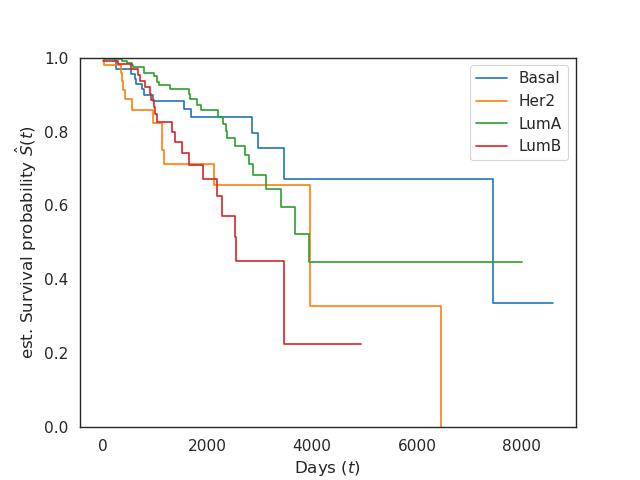 1.0
0.8
0.6
0.4
0.2
0.0
est. Survival probability Ŝ(t)
0 2000 4000 6000 8000
Days (t)
Basal
Her2
LumA
LumB